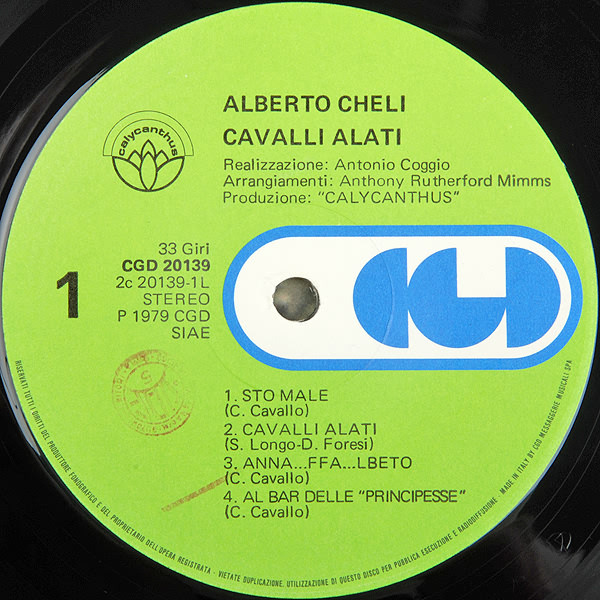 ALBERTO CHELI
CAVALLI ALATI
Realizzazione: Antonio Coggio
Arrangiamenti: Anthony Rutherford Mimms
Produzione: "CALYCANTHUS"
calycanthus
33 Giri
CGD 20139
2c 20139-1L
STEREO
P 1979 CGD
SIAE
1
CGD
1. STO MALE
(C. Cavallo)
2. CAVALLI ALATI
(S. Longo-D. Foresi)
3. ANNA...FFA...LBETO
(C. Cavallo)
4. AL BAR DELLE "PRINCIPESSE"
(C. Cavallo)
RISERVATI TUTTI I DIRITTI DEL PRODUTTORE FONOGRAFICO E DEL PROPRIETARIO DELL'OPERA REGISTRATA - VIETATE DUPLICAZIONE. UTILIZZAZIONE DI QUESTO DISCO PER PUBBLICA ESECUZIONE E RADIODIFFUSIONE. - MADE IN ITALY BY CGD MESSAGGERIE MUSICALI SPA